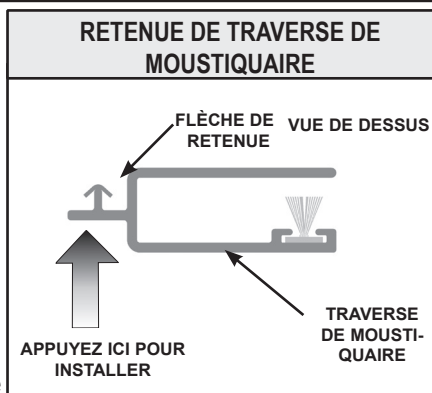 RETENUE DE TRAVERSE DE
MOUSTIQUAIRE
FLÈCHE DE
RETENUE
VUE DE DESSUS
TRAVERSE
DE MOUSTI-
QUAIRE
APPUYEZ ICI POUR
INSTALLER